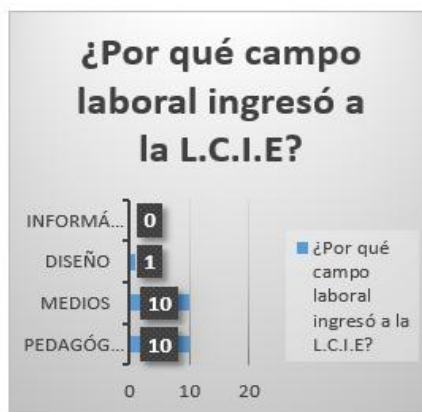 ¿Por qué campo
laboral ingresó a
la L.C.I.E?
INFORMÁ...
0
DISEÑO
1
MEDIOS
10
PEDAGÓG...
10
0 10 20
¿Por qué
campo
laboral
ingresó a la
L.C.I.E?